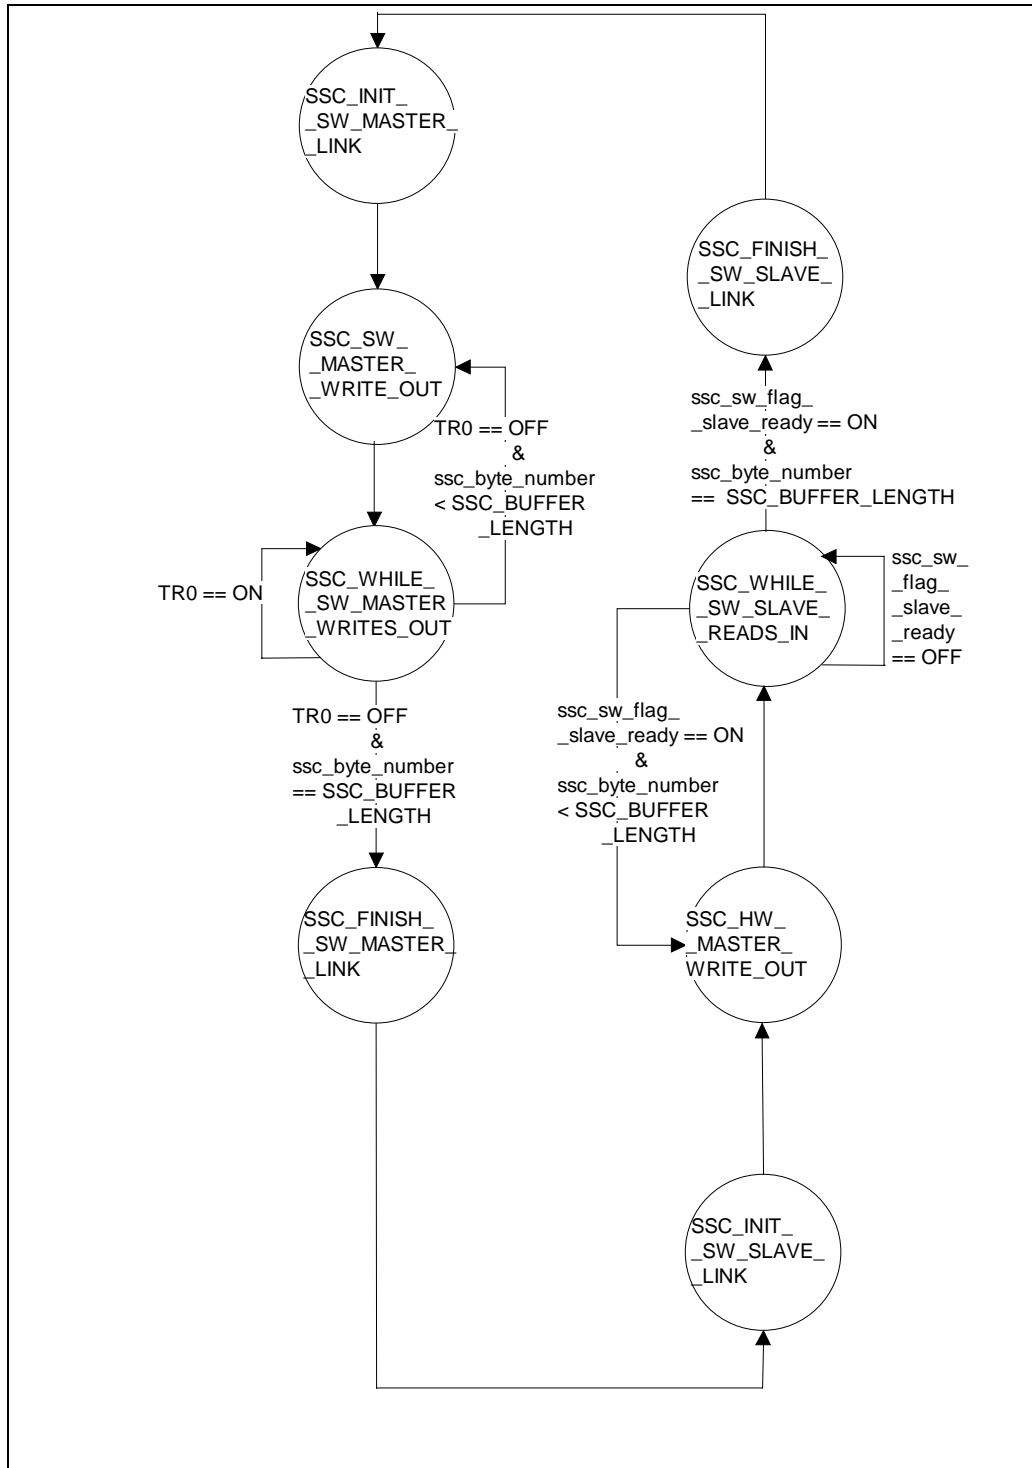 SSC_INIT_
_SW_MASTER_
_LINK
SSC_SW_
_MASTER_
_WRITE_OUT
TR0 == OFF
&
ssc_byte_number
< SSC_BUFFER
_LENGTH
TR0 == ON
SSC_WHILE_
_SW_MASTER
_WRITES_OUT
TR0 == OFF
&
ssc_byte_number
== SSC_BUFFER
_LENGTH
SSC_FINISH_
_SW_MASTER_
_LINK
SSC_FINISH_
_SW_SLAVE_
_LINK
ssc_sw_flag_
_slave_ready == ON
&
ssc_byte_number
== SSC_BUFFER_LENGTH
SSC_WHILE_
_SW_SLAVE_
_READS_IN
ssc_sw_
_flag_
_slave_
_ready
== OFF
ssc_sw_flag_
_slave_ready == ON
&
ssc_byte_number
< SSC_BUFFER
_LENGTH
SSC_HW_
_MASTER_
WRITE_OUT
SSC_INIT_
_SW_SLAVE_
_LINK